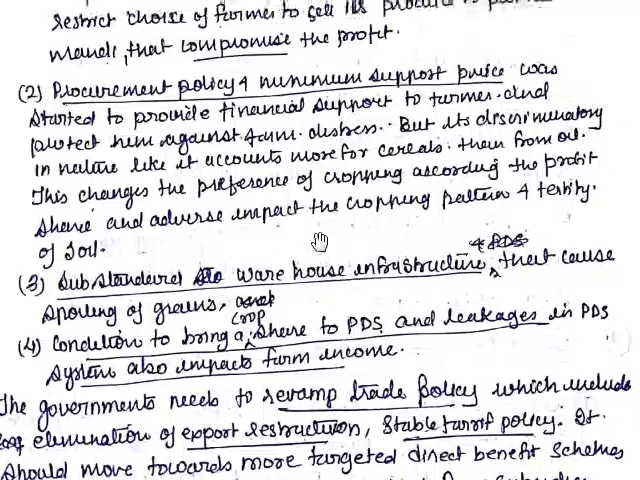 restrict choice of farmer to sell its produce to
mandi, that compromise the profit.
(2) Procurement policy & minimum support price was
started to provide financial support to farmer. And
protect him against farm. distress. But its discriminatory
in nature like it accounts more for cereals. than from oil.
This changes the preference of cropping according the profit
share and adverse impact the cropping pattern & fertity.
of soil.
(3) Substandard ware house infrastructure & PDS that cause
spoiling of grains,
(4) condition to bring a crop share to PDS and leakages in PDS
system also impacts farm income.
The governments needs to revamp trade policy which include
elimination of export restriction, stable tariff policy. It
should move towards more targeted direct benefit schemes